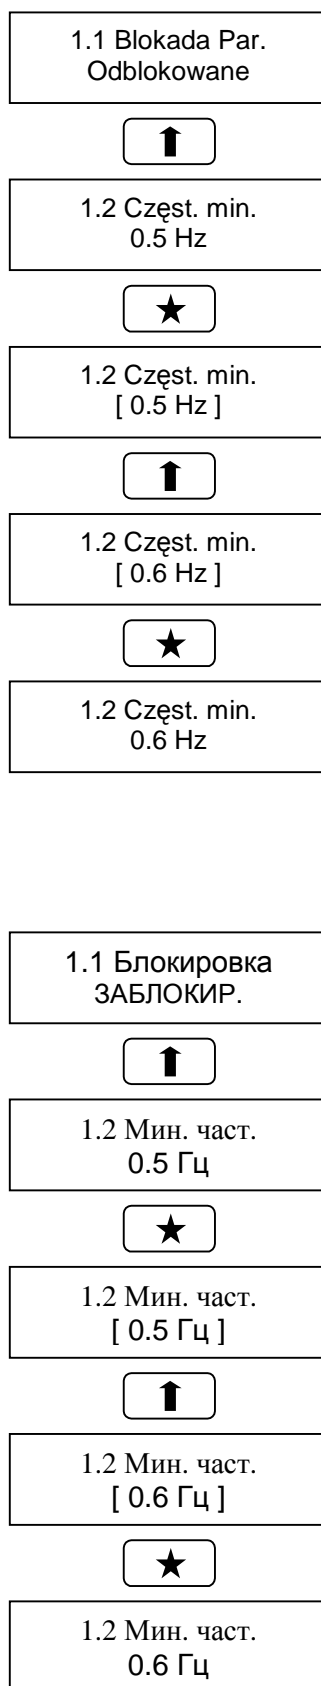 1.1 Blokada Par.
Odblokowane
1.2 Częst. min.
0.5 Hz
1.2 Częst. min.
[ 0.5 Hz ]
1.2 Częst. min.
[ 0.6 Hz ]
1.2 Częst. min.
0.6 Hz
1.1 Блокировка
ЗАБЛОКИР.
1.2 Мин. част.
0.5 Гц
1.2 Мин. част.
[ 0.5 Гц ]
1.2 Мин. част.
[ 0.6 Гц ]
1.2 Мин. част.
0.6 Гц